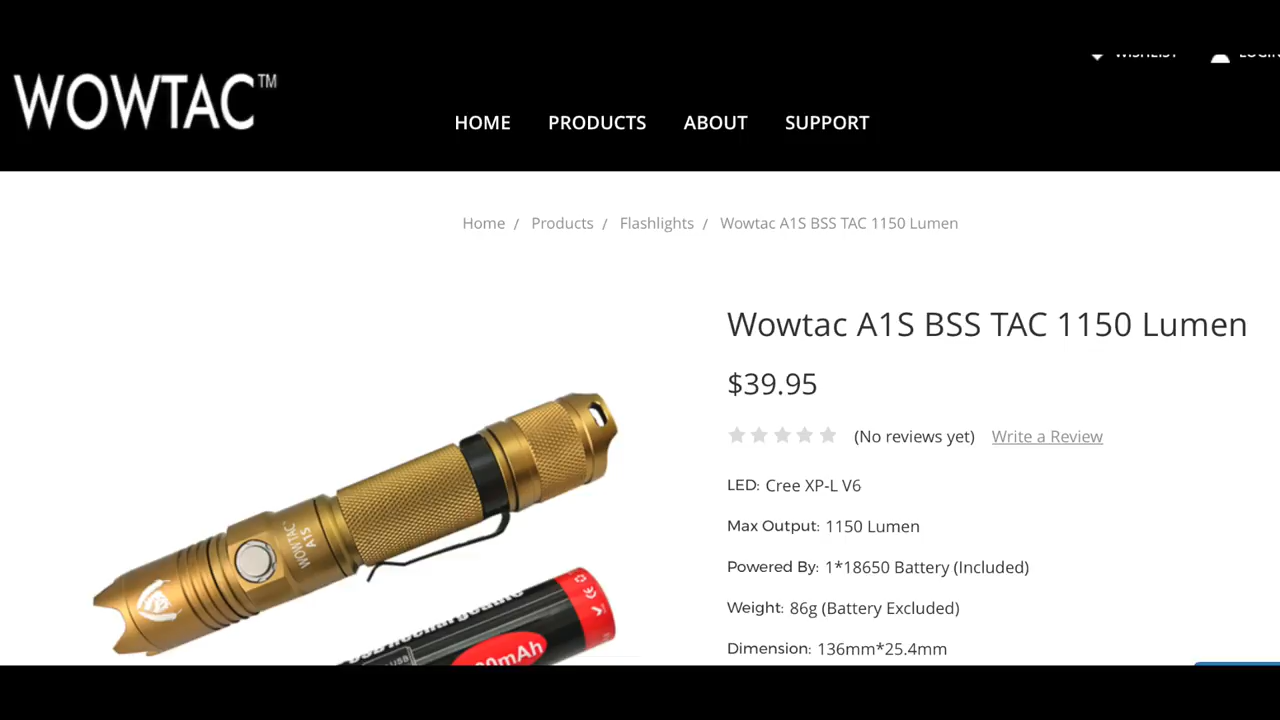 WISHLIST
LOGIN
WOWTAC™
HOME PRODUCTS ABOUT SUPPORT
Home / Products / Flashlights / Wowtac A1S BSS TAC 1150 Lumen
Wowtac A1S BSS TAC 1150 Lumen
$39.95
(No reviews yet) Write a Review
LED: Cree XP-L V6
Max Output: 1150 Lumen
Powered By: 1*18650 Battery (Included)
Weight: 86g (Battery Excluded)
Dimension: 136mm*25.4mm
WOWTAC
A1S